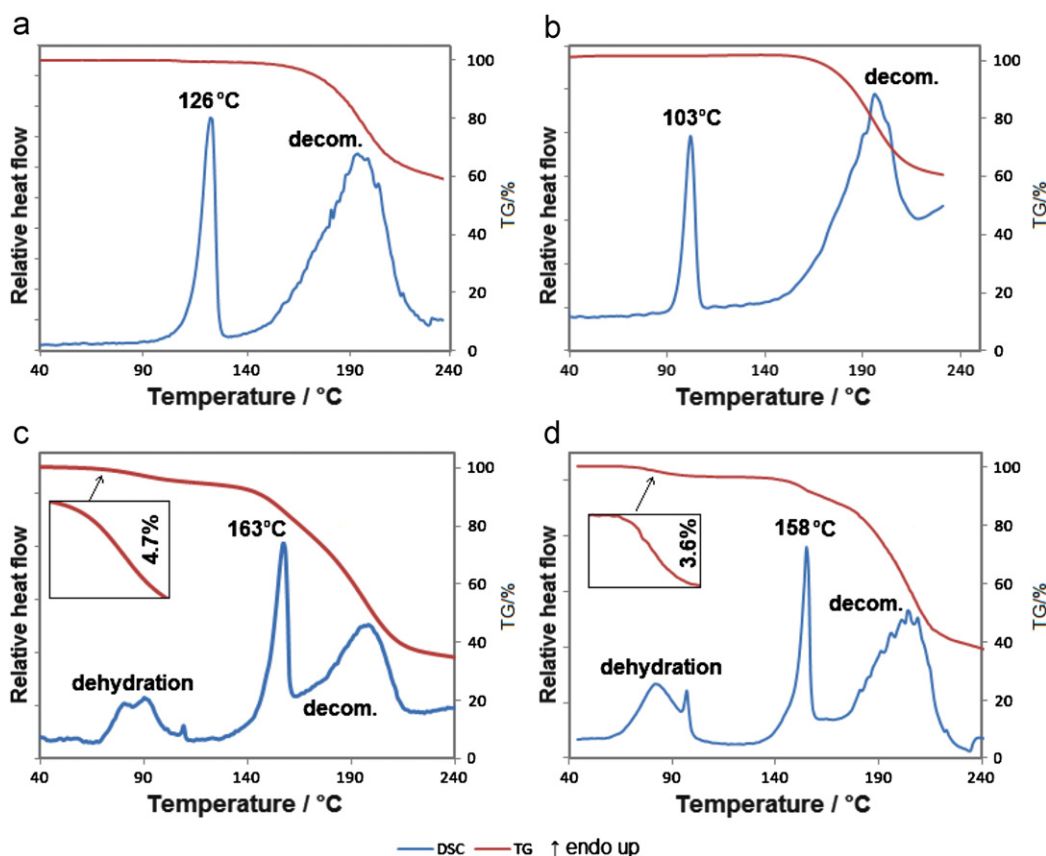 a
126°C
decom.
Relative heat flow
100
80
60
40
20
0
TG/%
40
90
140
190
240
Temperature / °C
b
103°C
decom.
Relative heat flow
100
80
60
40
20
0
TG/%
40
90
140
190
240
Temperature / °C
c
4.7%
163°C
dehydration
decom.
Relative heat flow
100
80
60
40
20
0
TG/%
40
90
140
190
240
Temperature / °C
d
3.6%
158°C
dehydration
decom.
Relative heat flow
100
80
60
40
20
0
TG/%
40
90
140
190
240
Temperature / °C
DSC TG ↑ endo up